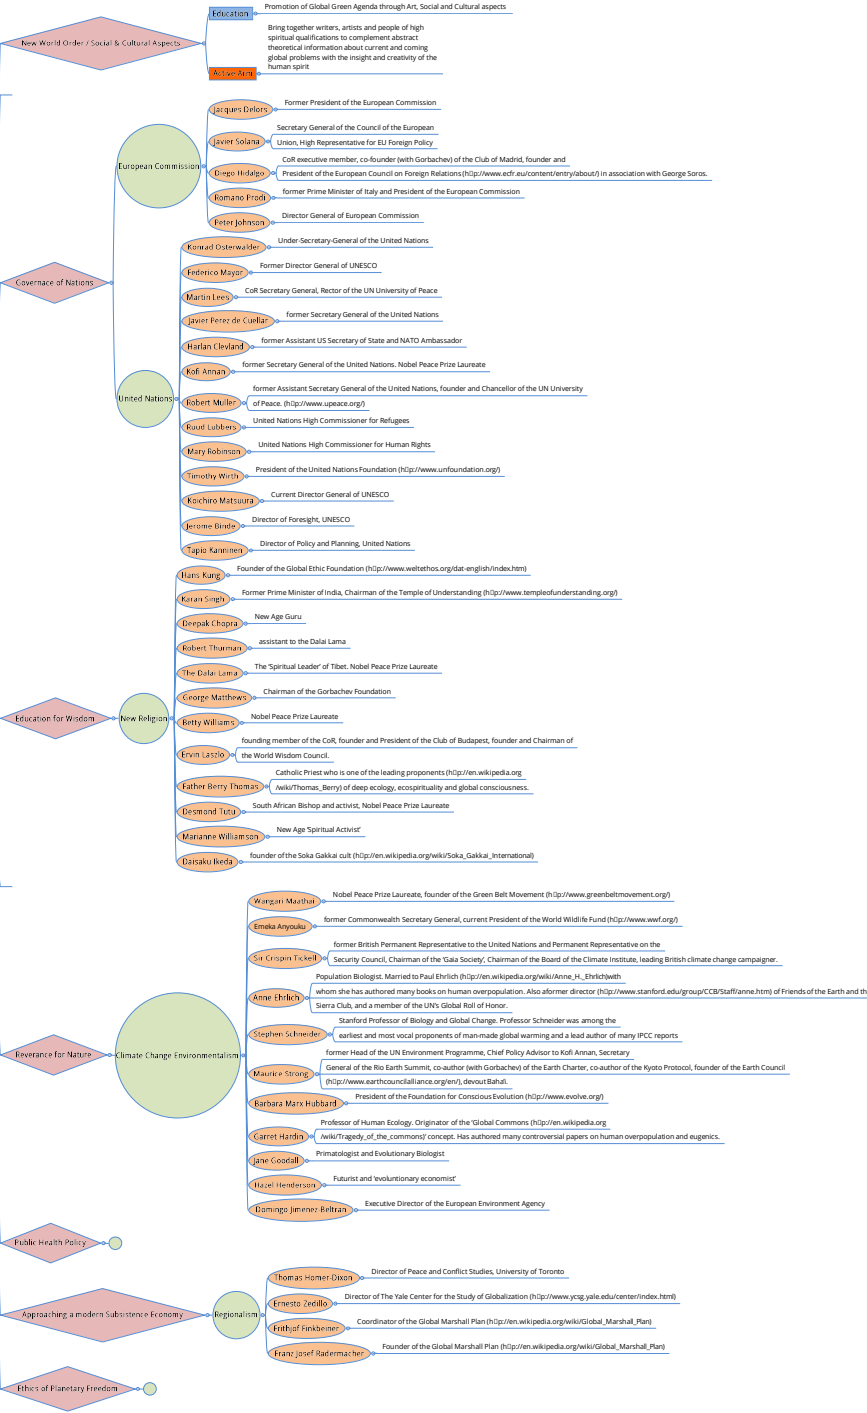 New World Order / Social & Cultural Aspects
Education
Promotion of Global Green Agenda through Art, Social and Cultural aspects
Active Arm
Bring together writers, artists and people of high
spiritual qualifications to complement abstract
theoretical information about current and coming
global problems with the insight and creativity of the
human spirit
Governace of Nations
European Commission
Jacques Delors
Former President of the European Commission
Javier Solana
Secretary General of the Council of the European
Union, High Representative for EU Foreign Policy
Diego Hidalgo
CoR executive member, co-founder (with Gorbachev) of the Club of Madrid, founder and
President of the European Council on Foreign Relations (h▯p://www.ecfr.eu/content/entry/about/) in association with George Soros.
Romano Prodi
former Prime Minister of Italy and President of the European Commission
Peter Johnson
Director General of European Commission
United Nations
Konrad Osterwalder
Under-Secretary-General of the United Nations
Federico Mayor
Former Director General of UNESCO
Martin Lees
CoR Secretary General, Rector of the UN University of Peace
Javier Perez de Cuellar
former Secretary General of the United Nations
Harlan Clevland
former Assistant US Secretary of State and NATO Ambassador
Kofi Annan
former Secretary General of the United Nations. Nobel Peace Prize Laureate
Robert Muller
former Assistant Secretary General of the United Nations, founder and Chancellor of the UN University
of Peace. (h▯p://www.upeace.org/)
Ruud Lubbers
United Nations High Commissioner for Refugees
Mary Robinson
United Nations High Commissioner for Human Rights
Timothy Wirth
President of the United Nations Foundation (h▯p://www.unfoundation.org/)
Koichiro Matsuura
Current Director General of UNESCO
Jerome Binde
Director of Foresight, UNESCO
Tapio Kanninen
Director of Policy and Planning, United Nations
Education for Wisdom
New Religion
Hans Kung
Founder of the Global Ethic Foundation (h▯p://www.weltethos.org/dat-english/index.htm)
Karan Singh
Former Prime Minister of India, Chairman of the Temple of Understanding (h▯p://www.templeofunderstanding.org/)
Deepak Chopra
New Age Guru
Robert Thurman
assistant to the Dalai Lama
The Dalai Lama
The 'Spiritual Leader' of Tibet. Nobel Peace Prize Laureate
George Matthews
Chairman of the Gorbachev Foundation
Betty Williams
Nobel Peace Prize Laureate
Ervin Laszlo
founding member of the CoR, founder and President of the Club of Budapest, founder and Chairman of
the World Wisdom Council.
Father Berry Thomas
Catholic Priest who is one of the leading proponents (h▯p://en.wikipedia.org
/wiki/Thomas_Berry) of deep ecology, ecospirituality and global consciousness.
Desmond Tutu
South African Bishop and activist, Nobel Peace Prize Laureate
Marianne Williamson
New Age 'Spiritual Activist'
Daisaku Ikeda
founder of the Soka Gakkai cult (h▯p://en.wikipedia.org/wiki/Soka_Gakkai_International)
Reverance for Nature
Climate Change Environmentalism
Wangari Maathai
Nobel Peace Prize Laureate, founder of the Green Belt Movement (h▯p://www.greenbeltmovement.org/)
Emeka Anyouku
former Commonwealth Secretary General, current President of the World Wildlife Fund (h▯p://www.wwf.org/)
Sir Crispin Tickell
former British Permanent Representative to the United Nations and Permanent Representative on the
Security Council, Chairman of the 'Gaia Society', Chairman of the Board of the Climate Institute, leading British climate change campaigner.
Anne Ehrlich
Population Biologist. Married to Paul Ehrlich (h▯p://en.wikipedia.org/wiki/Anne_H._Ehrlich)with
whom she has authored many books on human overpopulation. Also aformer director (h▯p://www.stanford.edu/group/CCB/Staff/anne.htm) of Friends of the Earth and th
Sierra Club, and a member of the UN's Global Roll of Honor.
Stephen Schneider
Stanford Professor of Biology and Global Change. Professor Schneider was among the
earliest and most vocal proponents of man-made global warming and a lead author of many IPCC reports
Maurice Strong
former Head of the UN Environment Programme, Chief Policy Advisor to Kofi Annan, Secretary
General of the Rio Earth Summit, co-author (with Gorbachev) of the Earth Charter, co-author of the Kyoto Protocol, founder of the Earth Council
(h▯p://www.earthcouncilalliance.org/en/), devout Bahai.
Barbara Marx Hubbard
President of the Foundation for Conscious Evolution (h▯p://www.evolve.org/)
Garret Hardin
Professor of Human Ecology. Originator of the 'Global Commons (h▯p://en.wikipedia.org
/wiki/Tragedy_of_the_commons)' concept. Has authored many controversial papers on human overpopulation and eugenics.
Jane Goodall
Primatologist and Evolutionary Biologist
Hazel Henderson
Futurist and 'evoluntionary economist'
Domingo Jimenez-Beltran
Executive Director of the European Environment Agency
Public Health Policy
Approaching a modern Subsistence Economy
Regionalism
Thomas Homer-Dixon
Director of Peace and Conflict Studies, University of Toronto
Ernesto Zedillo
Director of The Yale Center for the Study of Globalization (h▯p://www.ycsg.yale.edu/center/index.html)
Frithjof Finkbeiner
Coordinator of the Global Marshall Plan (h▯p://en.wikipedia.org/wiki/Global_Marshall_Plan)
Franz Josef Radermacher
Founder of the Global Marshall Plan (h▯p://en.wikipedia.org/wiki/Global_Marshall_Plan)
Ethics of Planetary Freedom